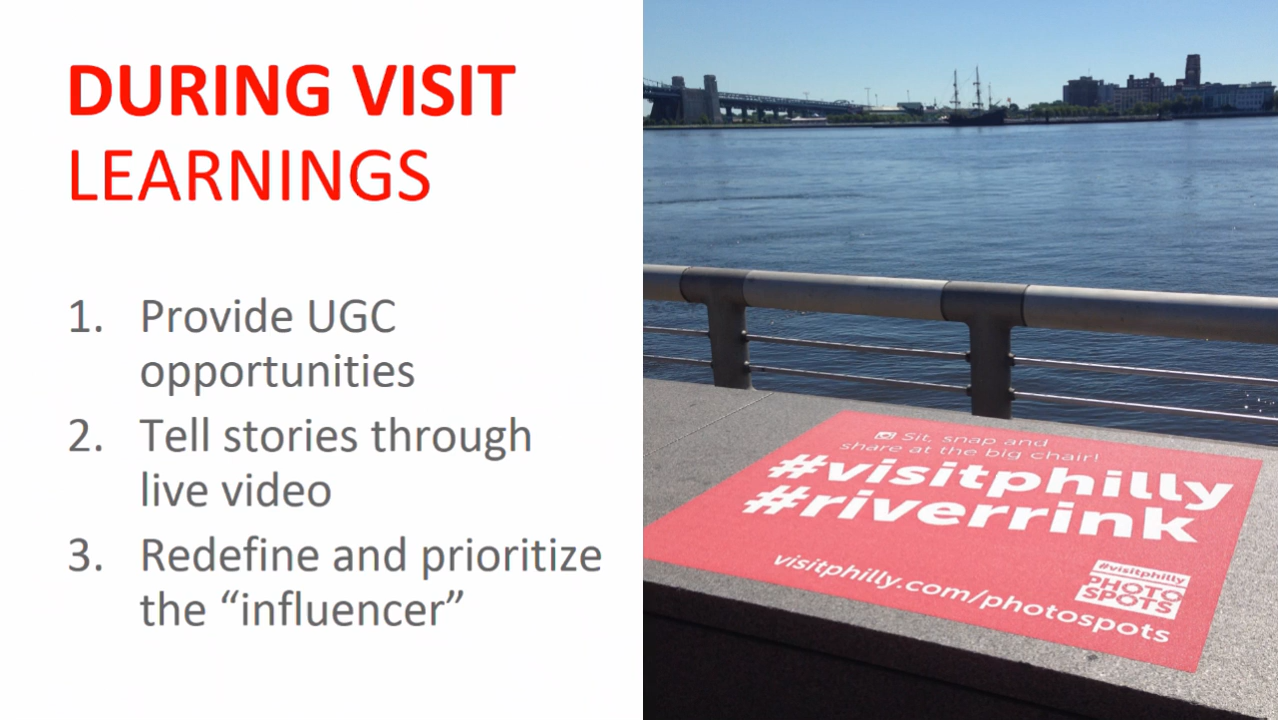 DURING VISIT
LEARNINGS
1. Provide UGC
opportunities
2. Tell stories through
live video
3. Redefine and prioritize
the “influencer”
Sit, snap and
share at the big chair!
#visitphilly
#riverrink
visitphilly.com/photospots
#visitphilly
PHOTO
SPOTS